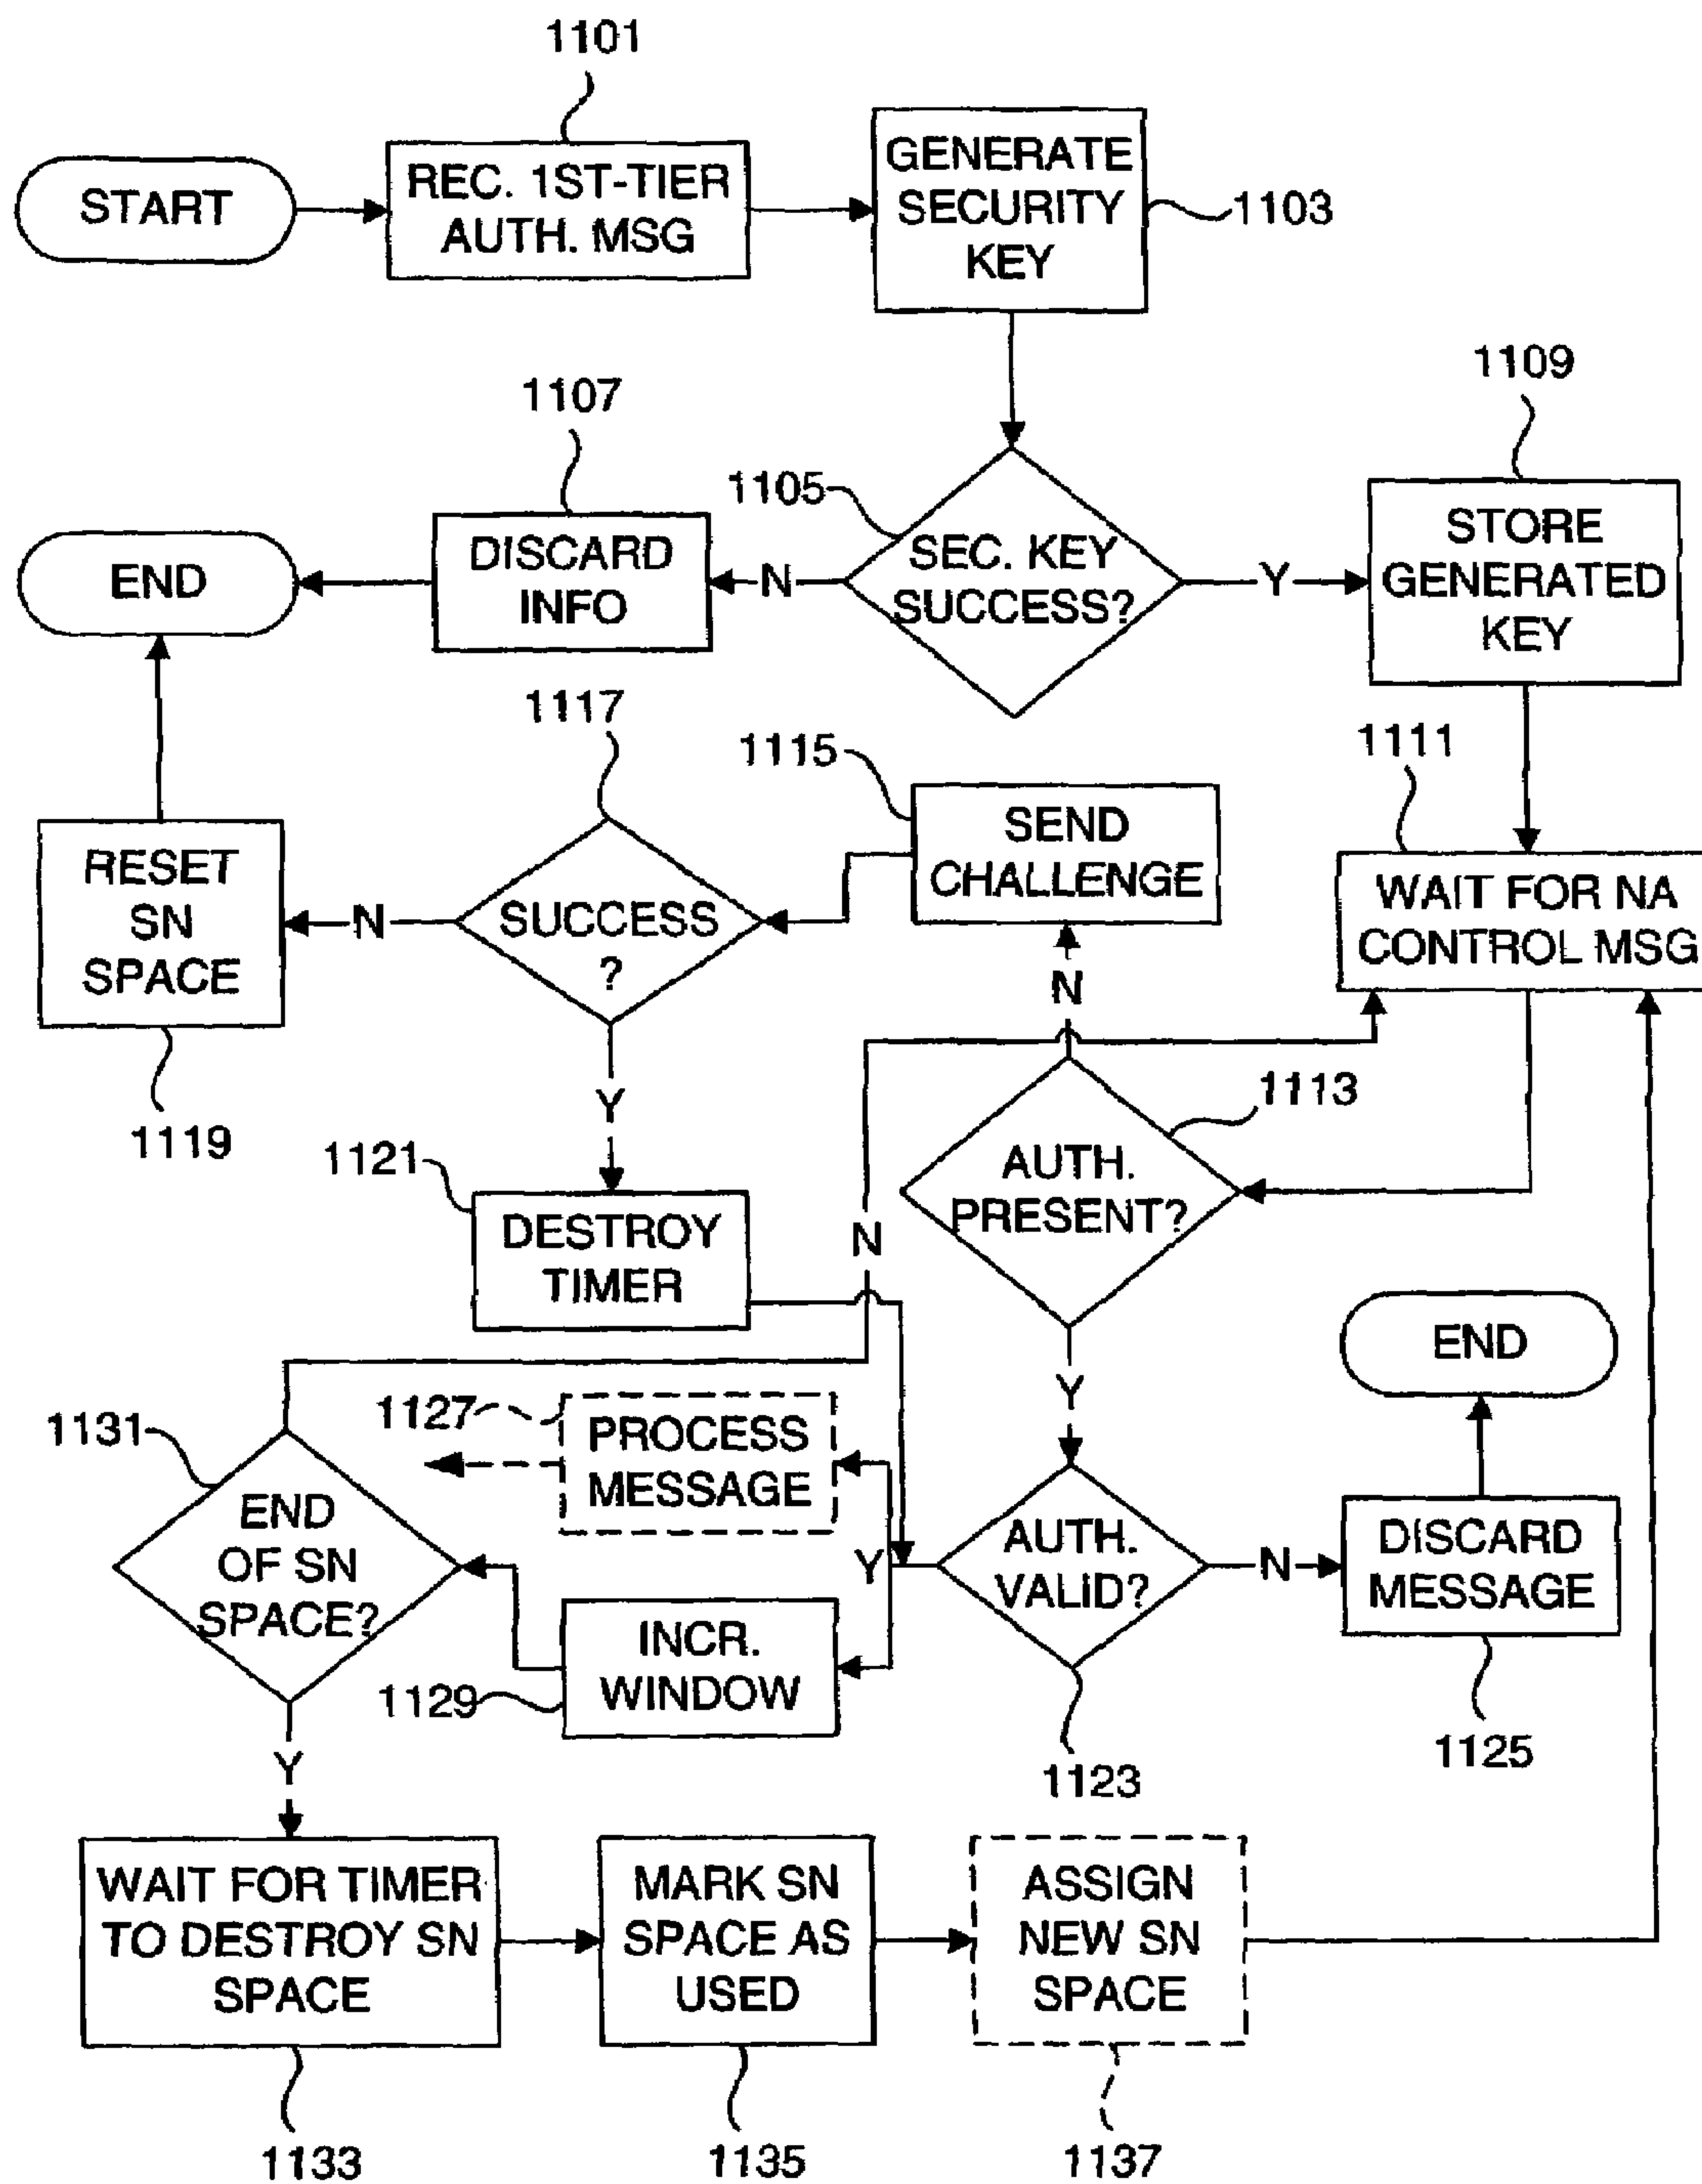 1101
START
REC. 1ST-TIER
AUTH. MSG
GENERATE
SECURITY
KEY
1103
1107
1109
1105
END
DISCARD
INFO
N
SEC. KEY
SUCCESS?
Y
STORE
GENERATED
KEY
1117
1115
1111
RESET
SN
SPACE
N
SUCCESS
?
SEND
CHALLENGE
WAIT FOR NA
CONTROL MSG
N
1119
Y
1113
1121
DESTROY
TIMER
N
AUTH.
PRESENT?
END
Y
1131
1127
PROCESS
MESSAGE
END
OF SN
SPACE?
Y
AUTH.
VALID?
N
DISCARD
MESSAGE
INCR.
WINDOW
1129
1125
1123
Y
WAIT FOR TIMER
TO DESTROY SN
SPACE
MARK SN
SPACE AS
USED
ASSIGN
NEW SN
SPACE
1133
1135
1137